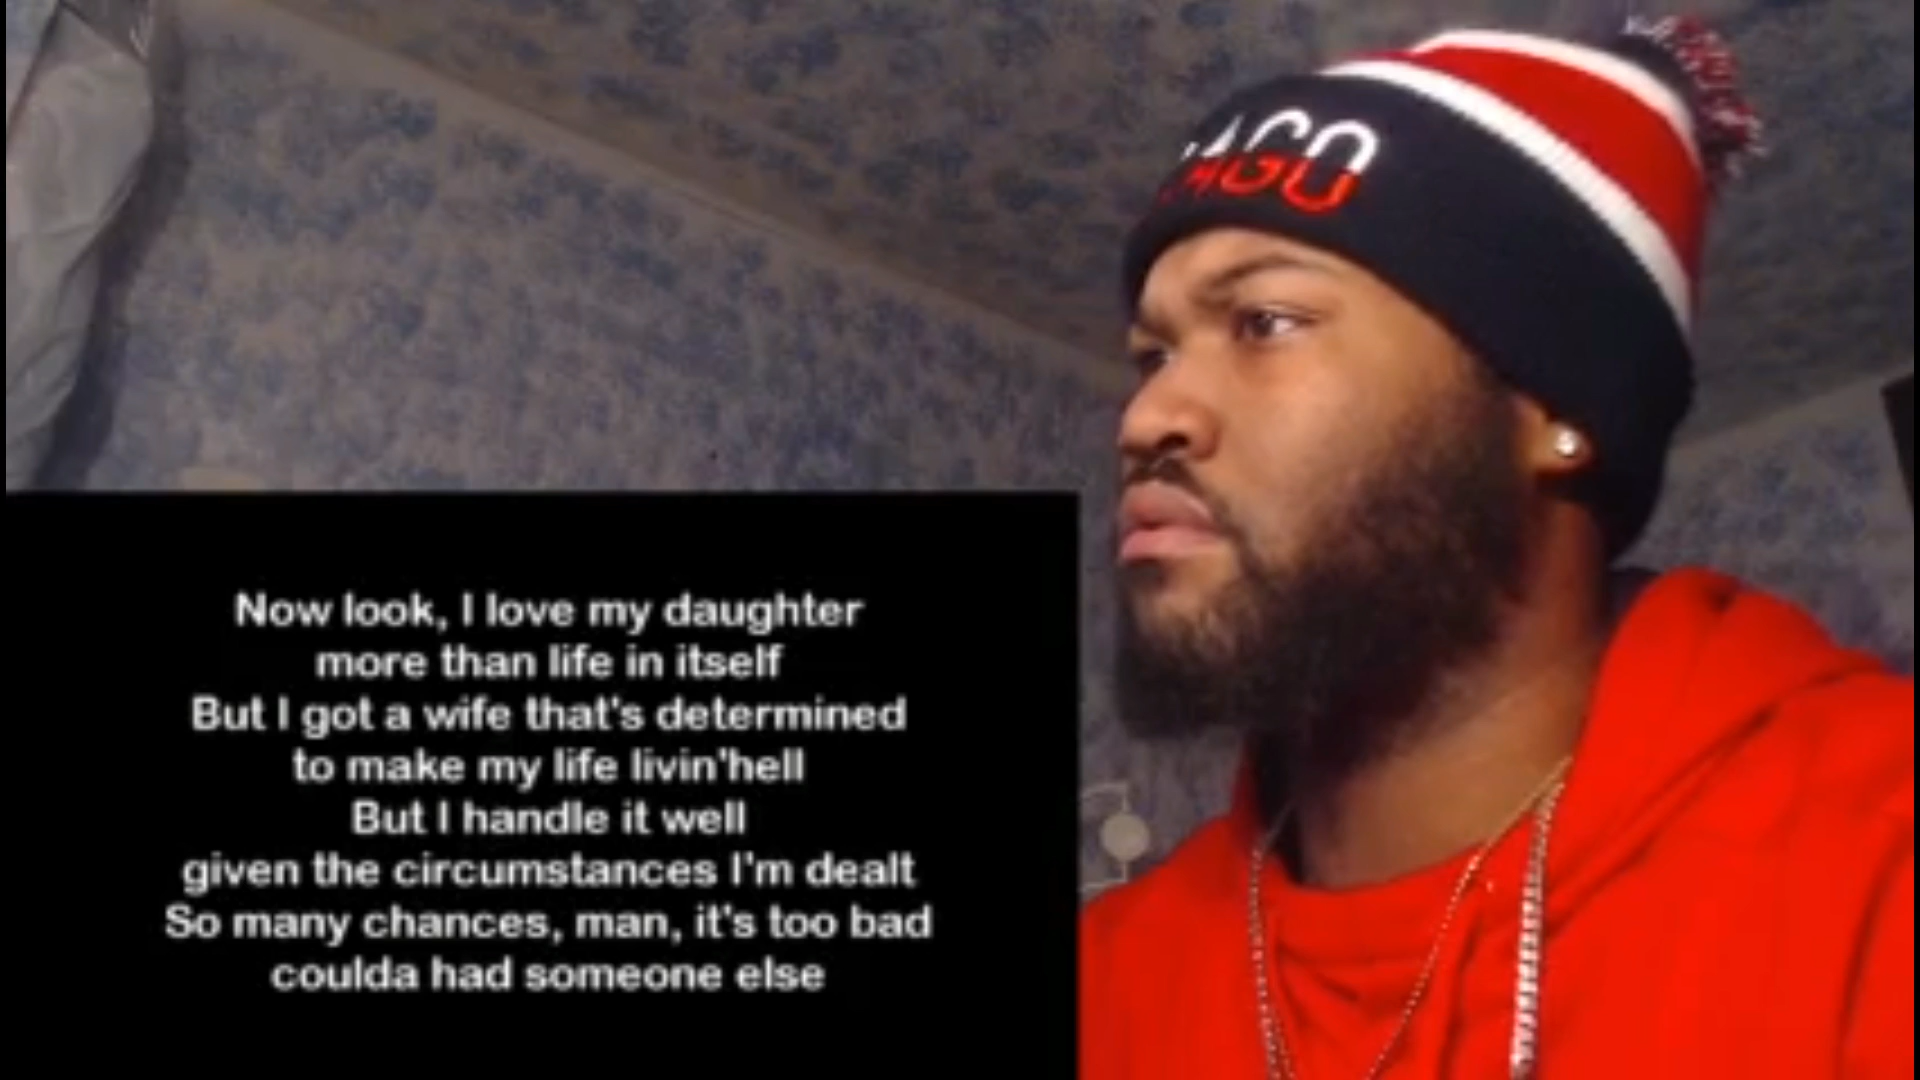 AGO
Now look, I love my daughter
more than life in itself
But I got a wife that's determined
to make my life livin'hell
But I handle it well
given the circumstances I'm dealt
So many chances, man, it's too bad
coulda had someone else